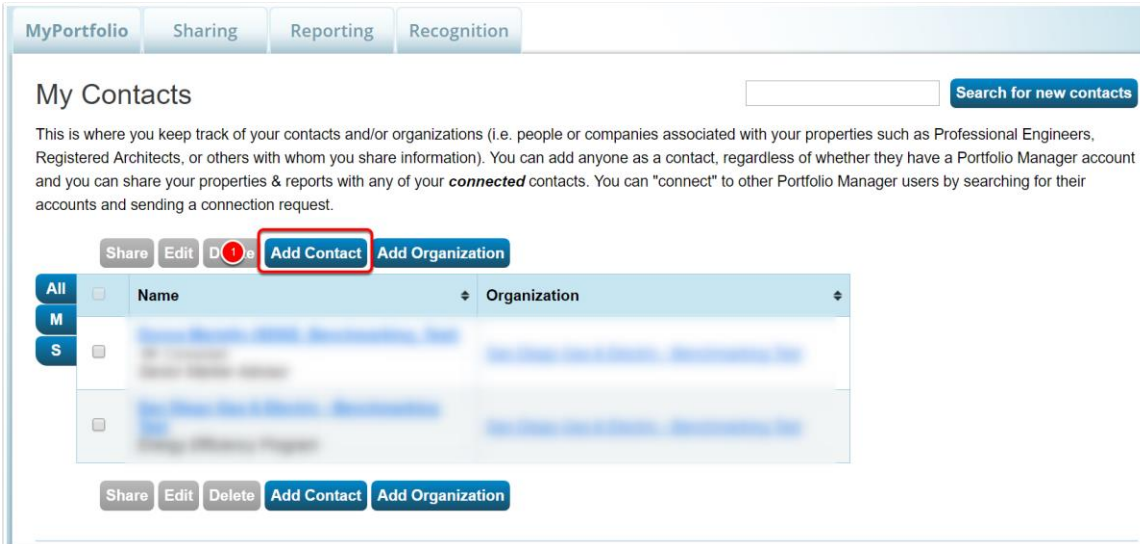 MyPortfolio Sharing Reporting Recognition
My Contacts Search for new contacts
This is where you keep track of your contacts and/or organizations (i.e. people or companies associated with your properties such as Professional Engineers,
Registered Architects, or others with whom you share information). You can add anyone as a contact, regardless of whether they have a Portfolio Manager account
and you can share your properties & reports with any of your connected contacts. You can "connect" to other Portfolio Manager users by searching for their
accounts and sending a connection request.
Share Edit 1 Add Contact Add Organization
All Name Organization
M
S
Share Edit Delete Add Contact Add Organization